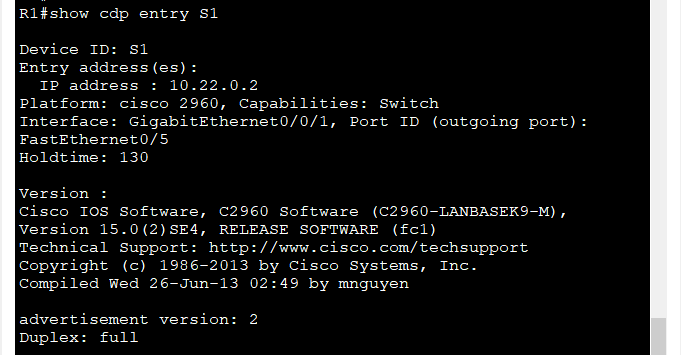 R1#show cdp entry S1
Device ID: S1
Entry address(es):
IP address : 10.22.0.2
Platform: cisco 2960, Capabilities: Switch
Interface: GigabitEthernet0/0/1, Port ID (outgoing port):
FastEthernet0/5
Holdtime: 130
Version :
Cisco IOS Software, C2960 Software (C2960-LANBASEK9-M),
Version 15.0(2)SE4, RELEASE SOFTWARE (fc1)
Technical Support: http://www.cisco.com/techsupport
Copyright (c) 1986-2013 by Cisco Systems, Inc.
Compiled Wed 26-Jun-13 02:49 by mnguyen
advertisement version: 2
Duplex: full